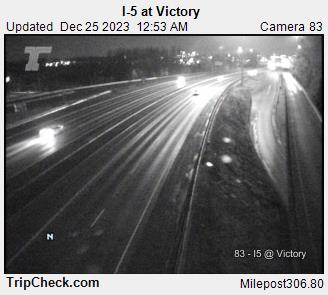 I-5 at Victory
Updated Dec 25 2023 12:53 AM Camera 83
T
N
83 - I5 @ Victory
TripCheck.com Milepost306.80